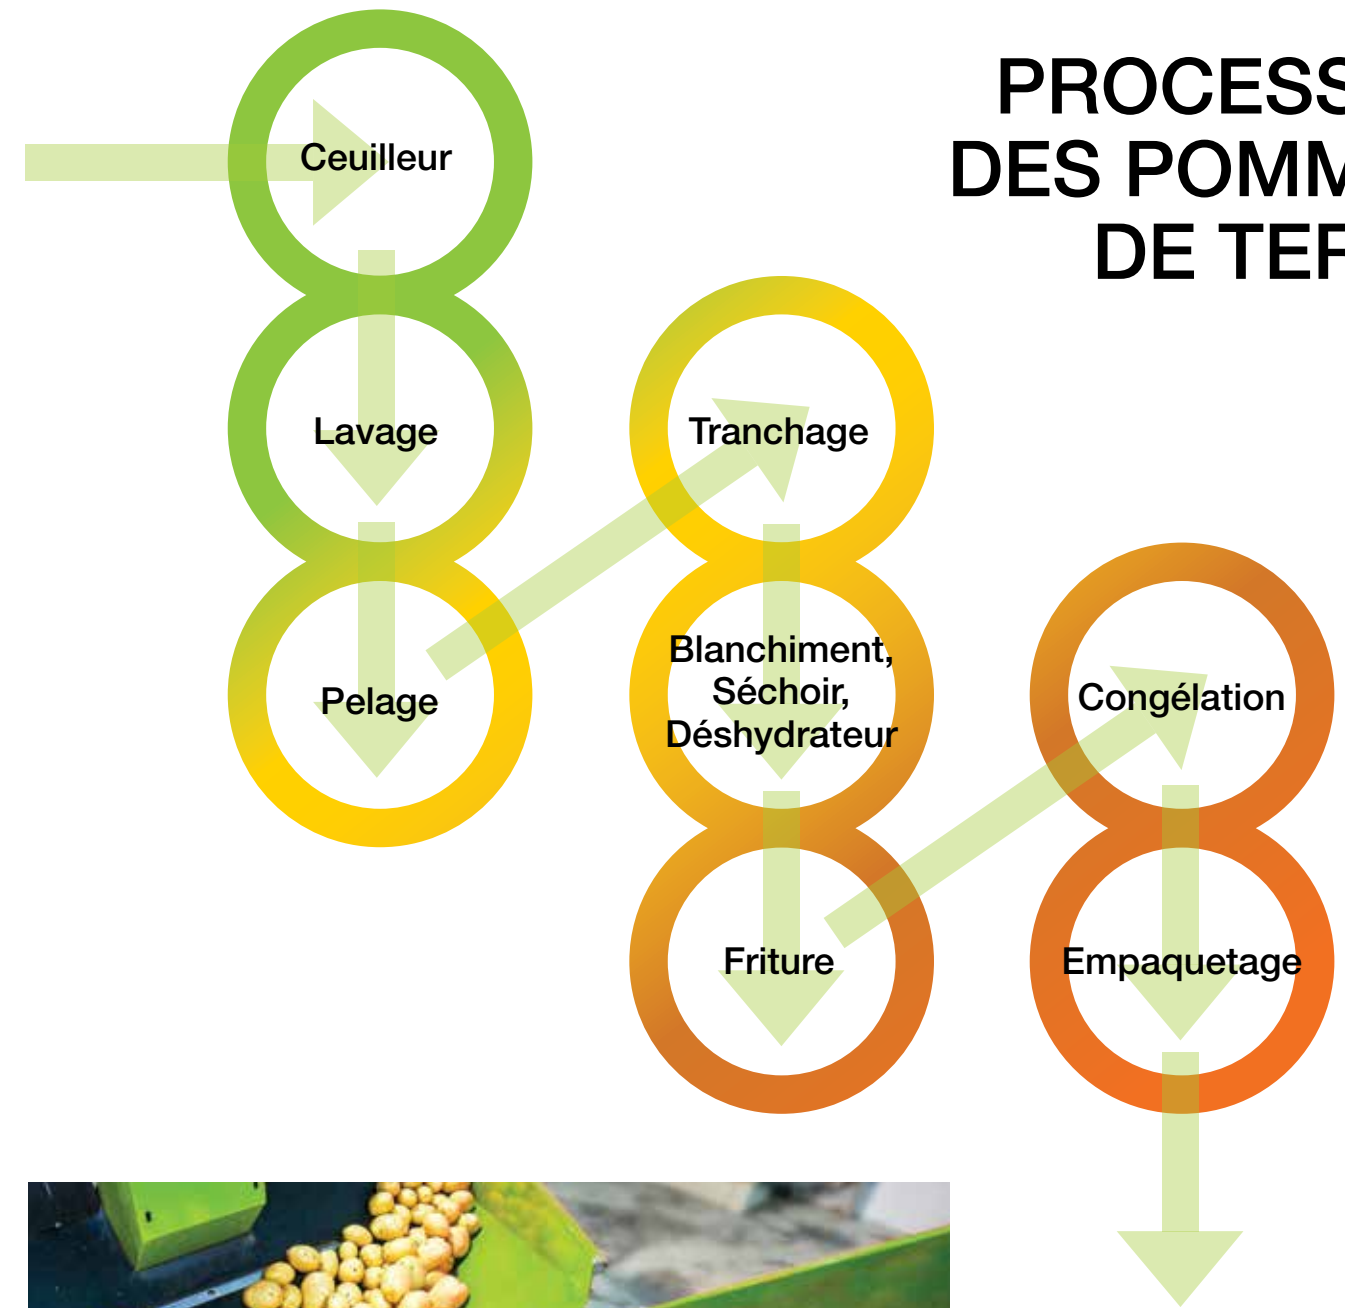 PROCESS
DES POMM
DE TER
Ceuilleur
Lavage
Pelage
Tranchage
Blanchiment,
Séchoir,
Déshydrateur
Friture
Congélation
Empaquetage